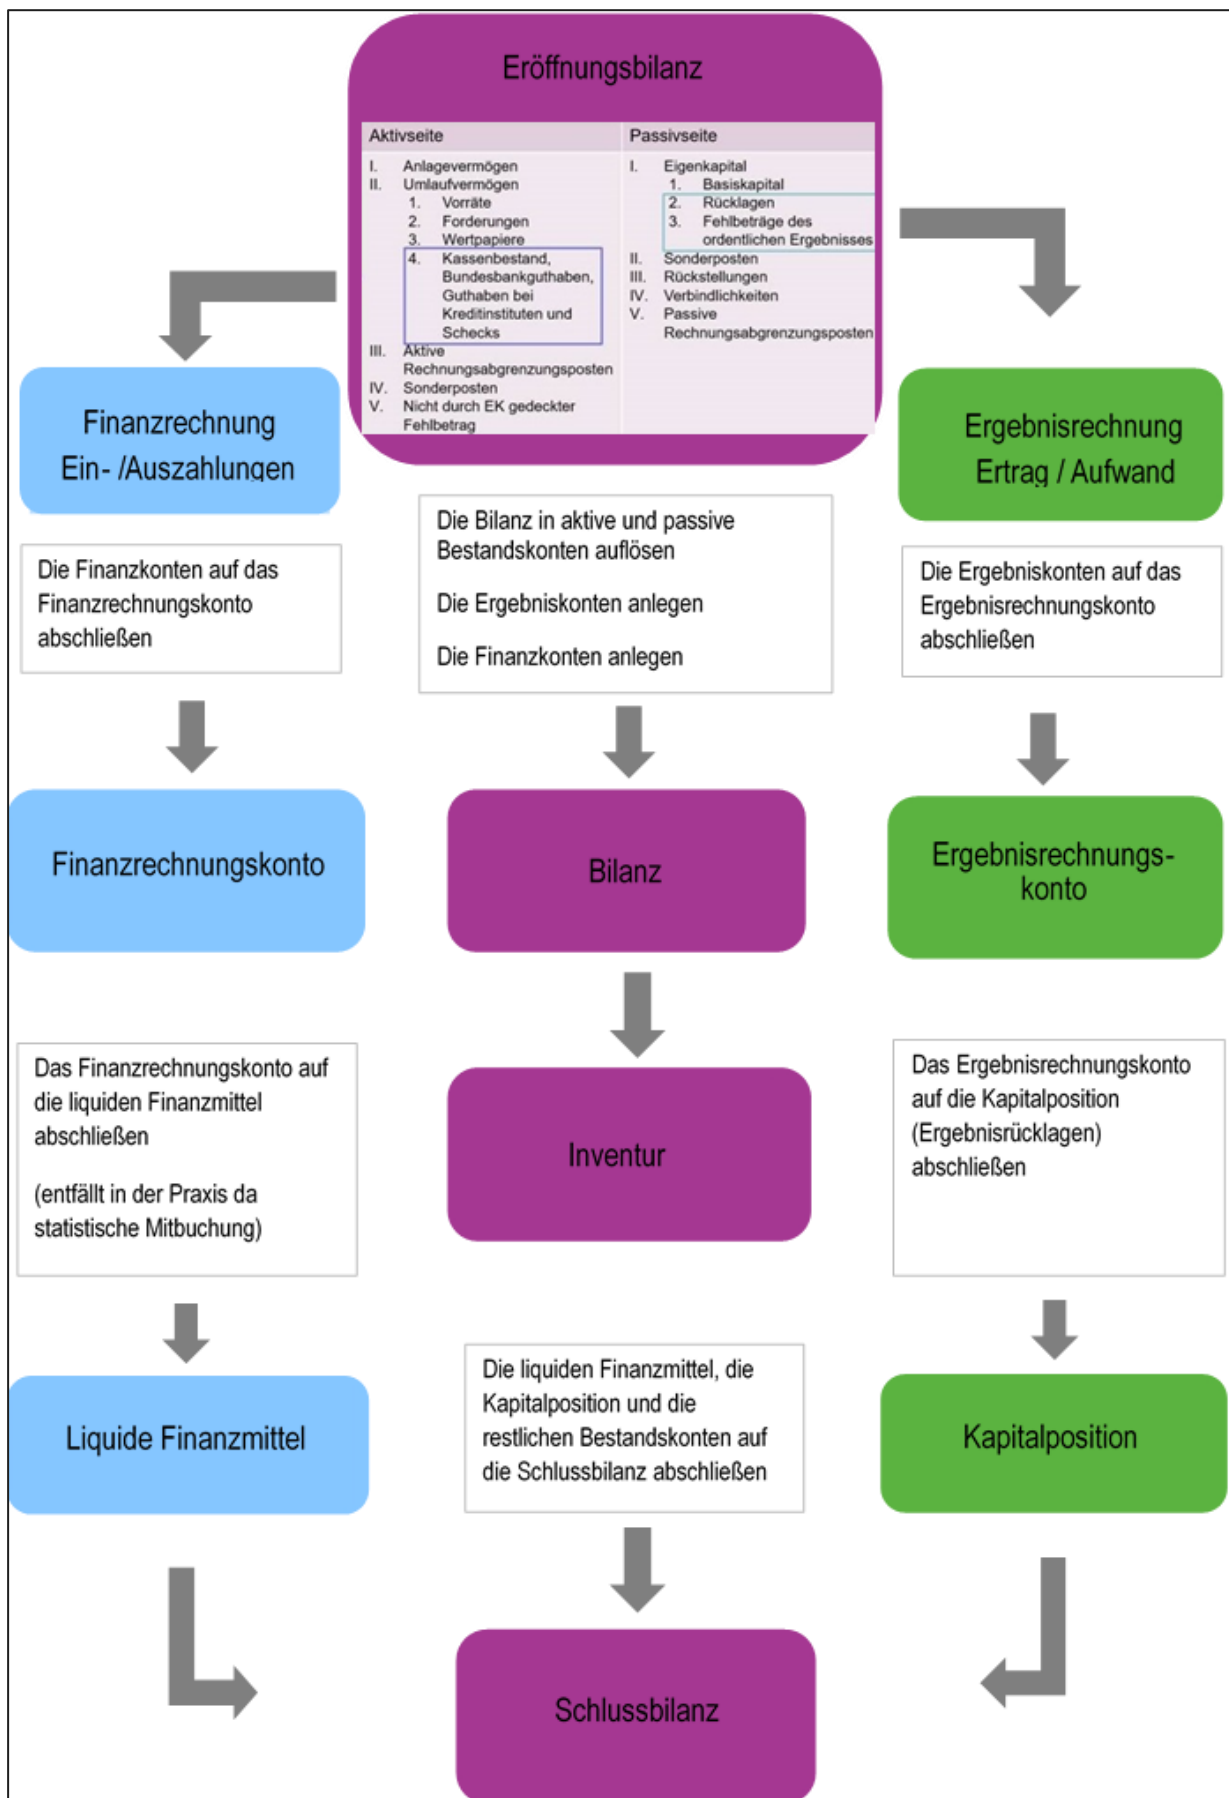 Eröffnungsbilanz
Aktivseite
I. Anlagevermögen
II. Umlaufvermögen
1. Vorräte
2. Forderungen
3. Wertpapiere
4. Kassenbestand,
Bundesbankguthaben,
Guthaben bei
Kreditinstituten und
Schecks
III. Aktive
Rechnungsabgrenzungsposten
IV. Sonderposten
V. Nicht durch EK gedeckter
Fehlbetrag
Passivseite
I. Eigenkapital
1. Basiskapital
2. Rücklagen
3. Fehlbeträge des
ordentlichen Ergebnisses
II. Sonderposten
III. Rückstellungen
IV. Verbindlichkeiten
V. Passive
Rechnungsabgrenzungsposten
Finanzrechnung
Ein- /Auszahlungen
Ergebnisrechnung
Ertrag / Aufwand
Die Finanzkonten auf das
Finanzrechnungskonto
abschließen
Die Bilanz in aktive und passive
Bestandskonten auflösen
Die Ergebniskonten anlegen
Die Finanzkonten anlegen
Die Ergebiskonten auf das
Ergebnisrechnungskonto
abschließen
Finanzrechnungskonto
Bilanz
Ergebnisrechnungs-
konto
Das Finanzrechnungskonto auf
die liquiden Finanzmittel
abschließen
(entfällt in der Praxis da
statistische Mitbuchung)
Inventur
Das Ergebnisrechnungskonto
auf die Kapitalposition
(Ergebnisrücklagen)
abschließen
Liquide Finanzmittel
Die liquiden Finanzmittel, die
Kapitalposition und die
restlichen Bestandskonten auf
die Schlussbilanz abschließen
Kapitalposition
Schlussbilanz